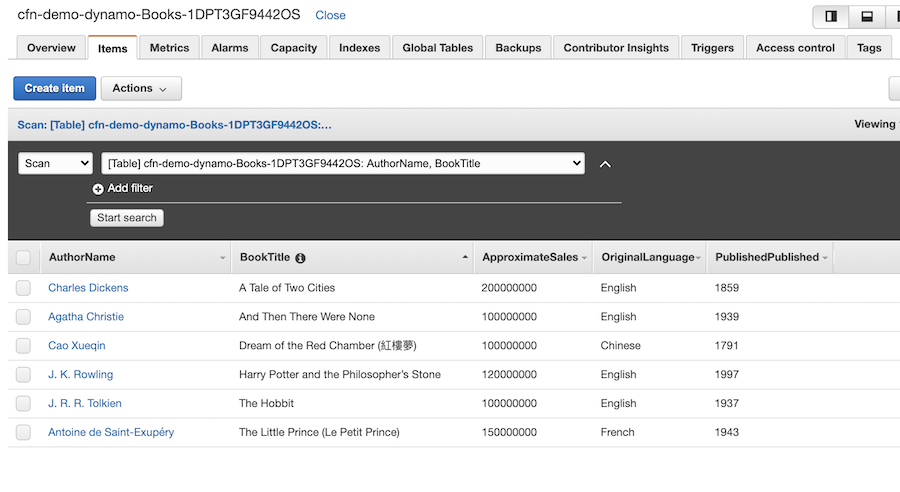 cfn-demo-dynamo-Books-1DPT3GF9442OS Close
Overview Items Metrics Alarms Capacity Indexes Global Tables Backups Contributor Insights Triggers Access control Tags
Create item Actions
Scan: [Table] cfn-demo-dynamo-Books-1DPT3GF9442OS:... Viewing
Scan [Table] cfn-demo-dynamo-Books-1DPT3GF9442OS: AuthorName, BookTitle
Add filter
Start search
AuthorName BookTitle ApproximateSales OriginalLanguage PublishedPublished
Charles Dickens A Tale of Two Cities 200000000 English 1859
Agatha Christie And Then There Were None 100000000 English 1939
Cao Xueqin Dream of the Red Chamber (紅樓夢) 100000000 Chinese 1791
J. K. Rowling Harry Potter and the Philosopher's Stone 120000000 English 1997
J. R. R. Tolkien The Hobbit 100000000 English 1937
Antoine de Saint-Exupéry The Little Prince (Le Petit Prince) 150000000 French 1943